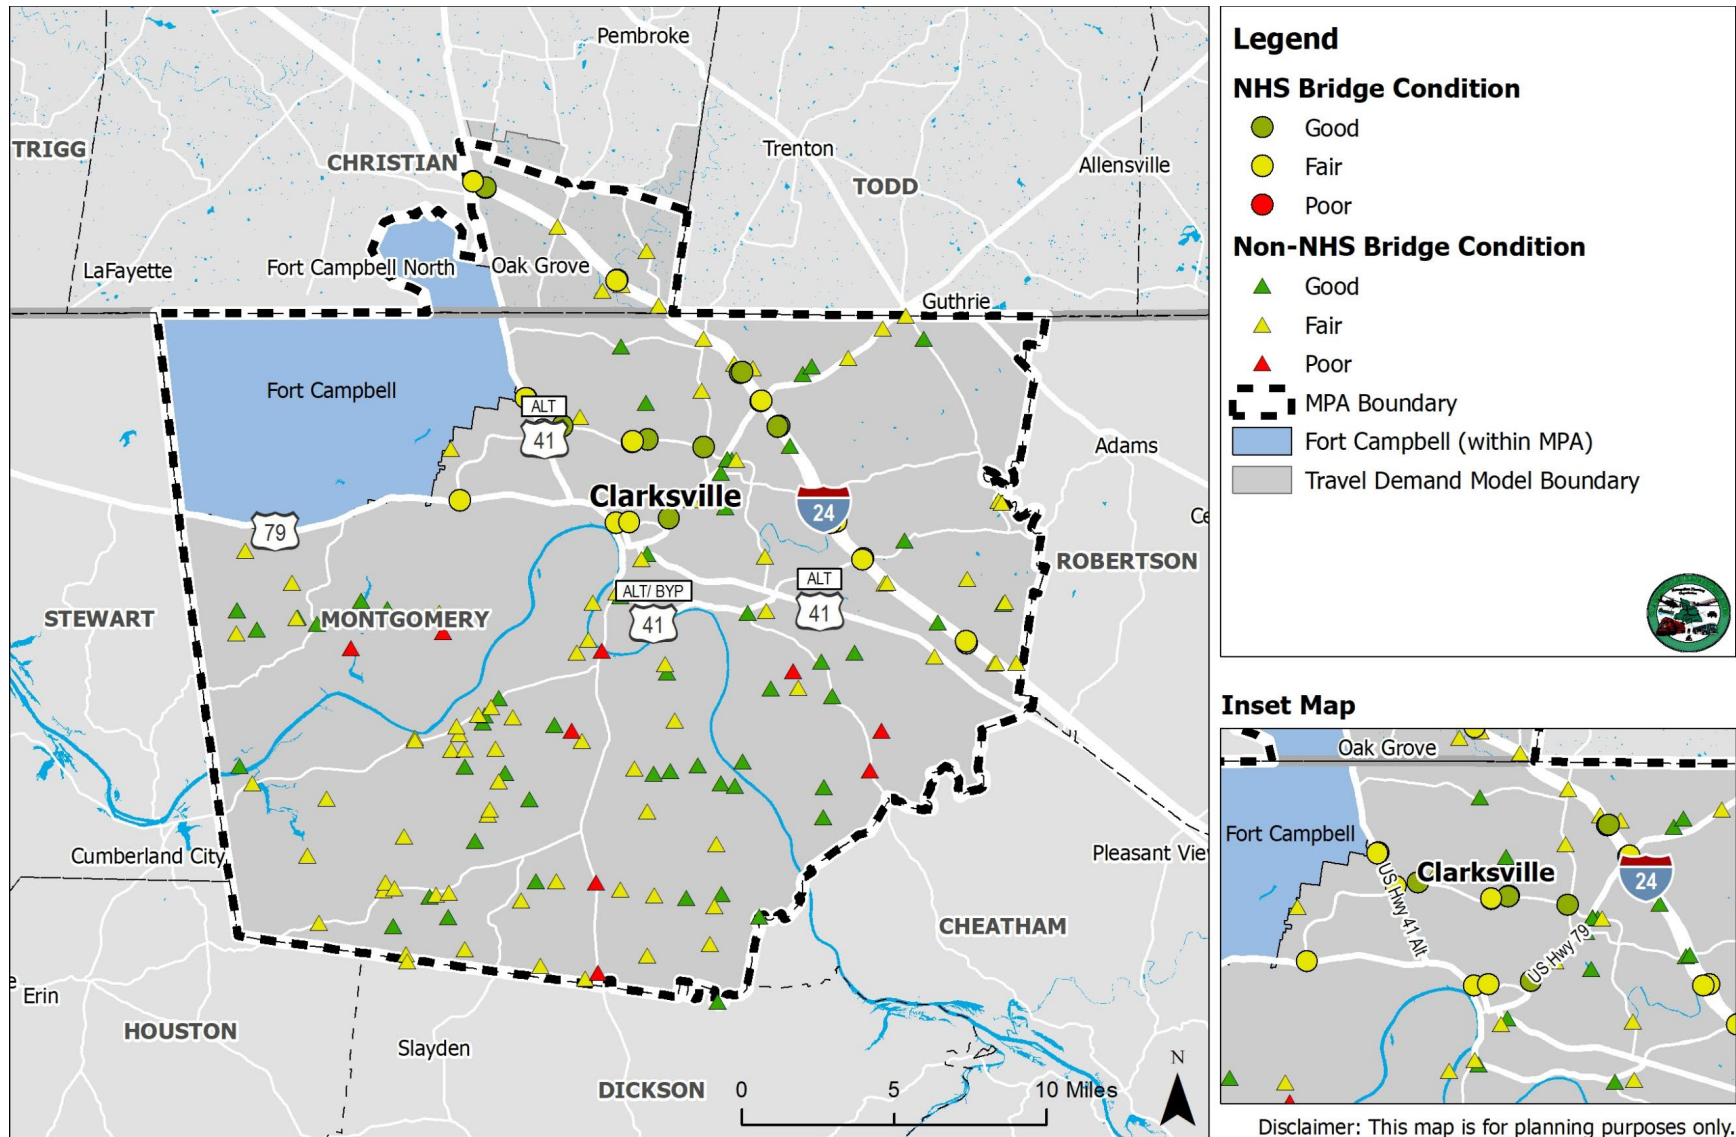 Pembroke
TRIGG
CHRISTIAN
Trenton
Allensville
TODD
LaFayette
Fort Campbell North
Oak Grove
Guthrie
Fort Campbell
ALT
41
Adams
Clarksville
79
24
Ce
ROBERTSON
STEWART
MONTGOMERY
ALT/ BYP
41
ALT
41
Cumberland City
Pleasant Vie
CHEATHAM
e
Erin
HOUSTON
Slayden
DICKSON
0 5 10 Miles
N
Legend
NHS Bridge Condition
Good
Fair
Poor
Non-NHS Bridge Condition
Good
Fair
Poor
MPA Boundary
Fort Campbell (within MPA)
Travel Demand Model Boundary
Inset Map
Oak Grove
Fort Campbell
Clarksville
24
US Hwy 41 Alt
US Hwy 79
Disclaimer: This map is for planning purposes only.